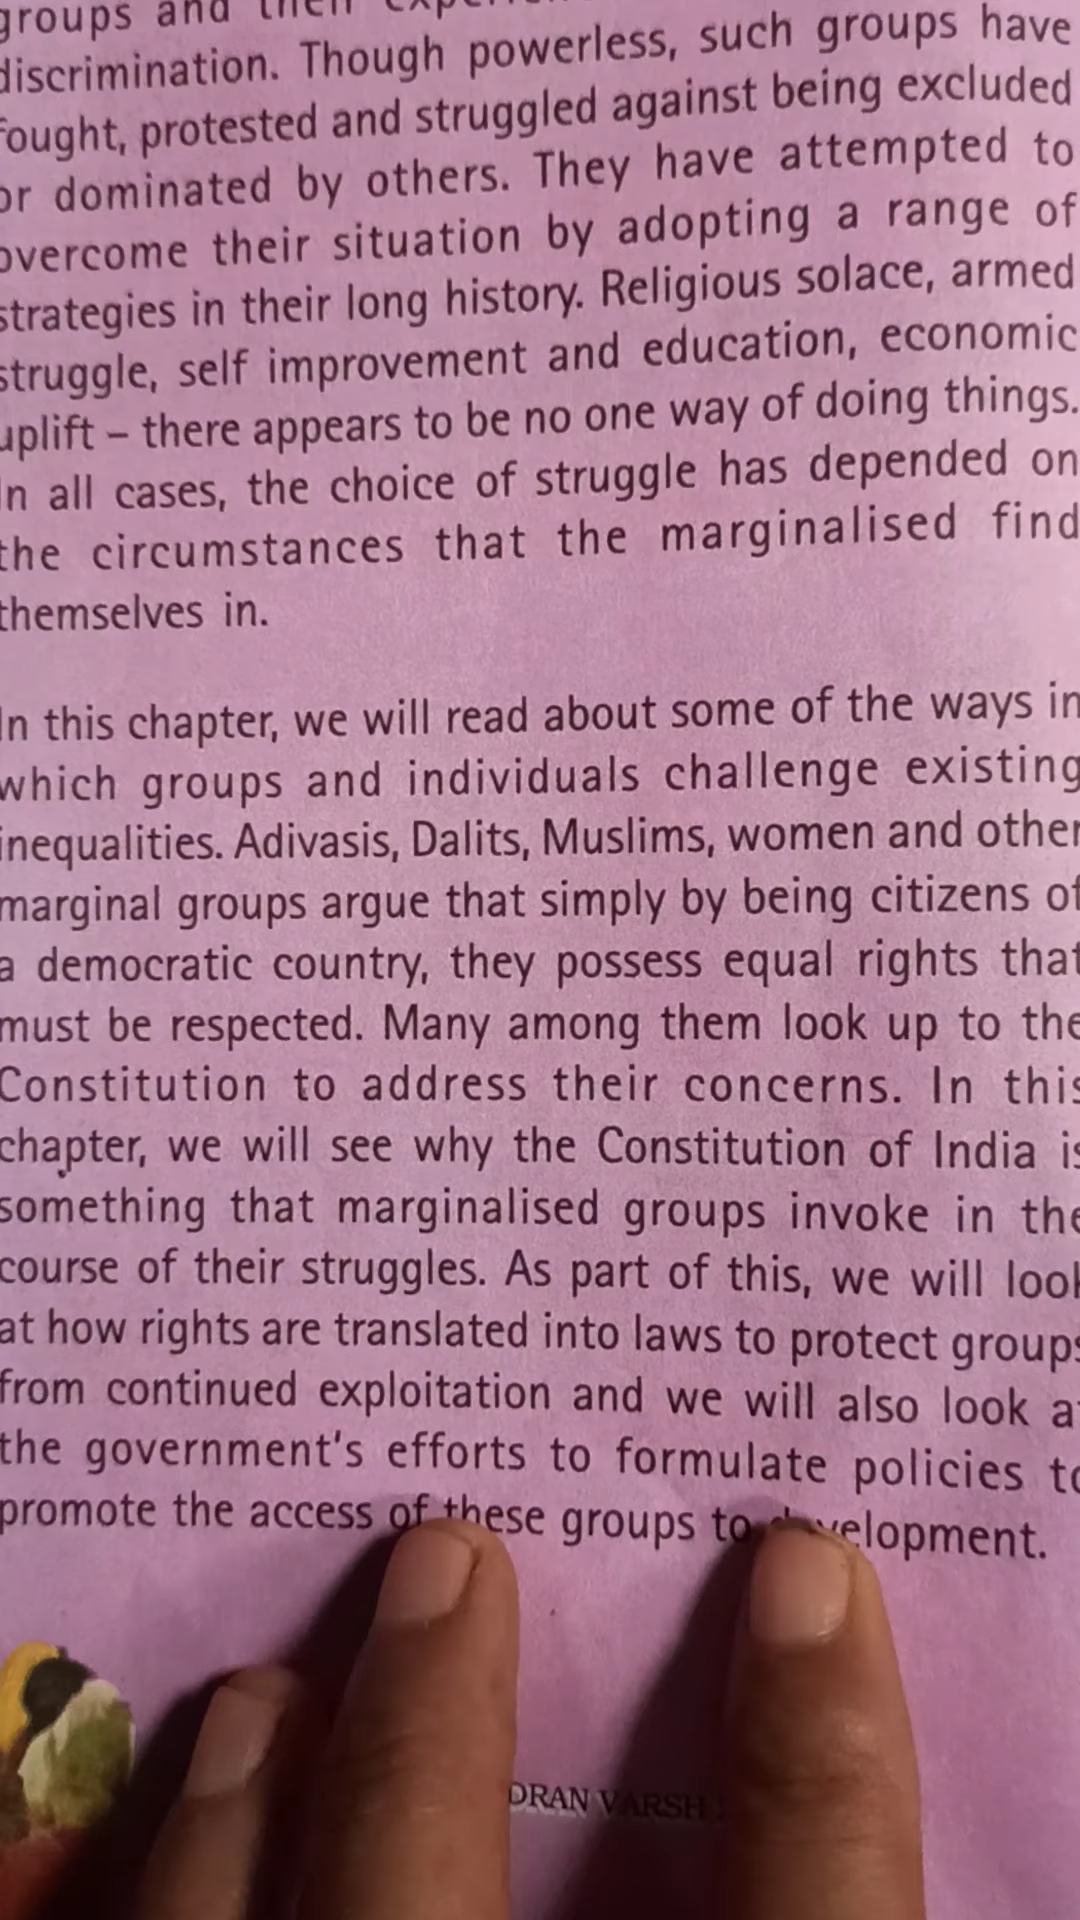 groups and their
discrimination. Though powerless, such groups have
fought, protested and struggled against being excluded
or dominated by others. They have attempted to
overcome their situation by adopting a range of
strategies in their long history. Religious solace, armed
struggle, self improvement and education, economic
uplift – there appears to be no one way of doing things.
In all cases, the choice of struggle has depended on
the circumstances that the marginalised find
themselves in.
In this chapter, we will read about some of the ways in
which groups and individuals challenge existing
inequalities. Adivasis, Dalits, Muslims, women and other
marginal groups argue that simply by being citizens of
a democratic country, they possess equal rights that
must be respected. Many among them look up to the
Constitution to address their concerns. In this
chapter, we will see why the Constitution of India is
something that marginalised groups invoke in the
course of their struggles. As part of this, we will look
at how rights are translated into laws to protect groups
from continued exploitation and we will also look at
the government's efforts to formulate policies to
promote the access of these groups to development.
DRAN VARSH